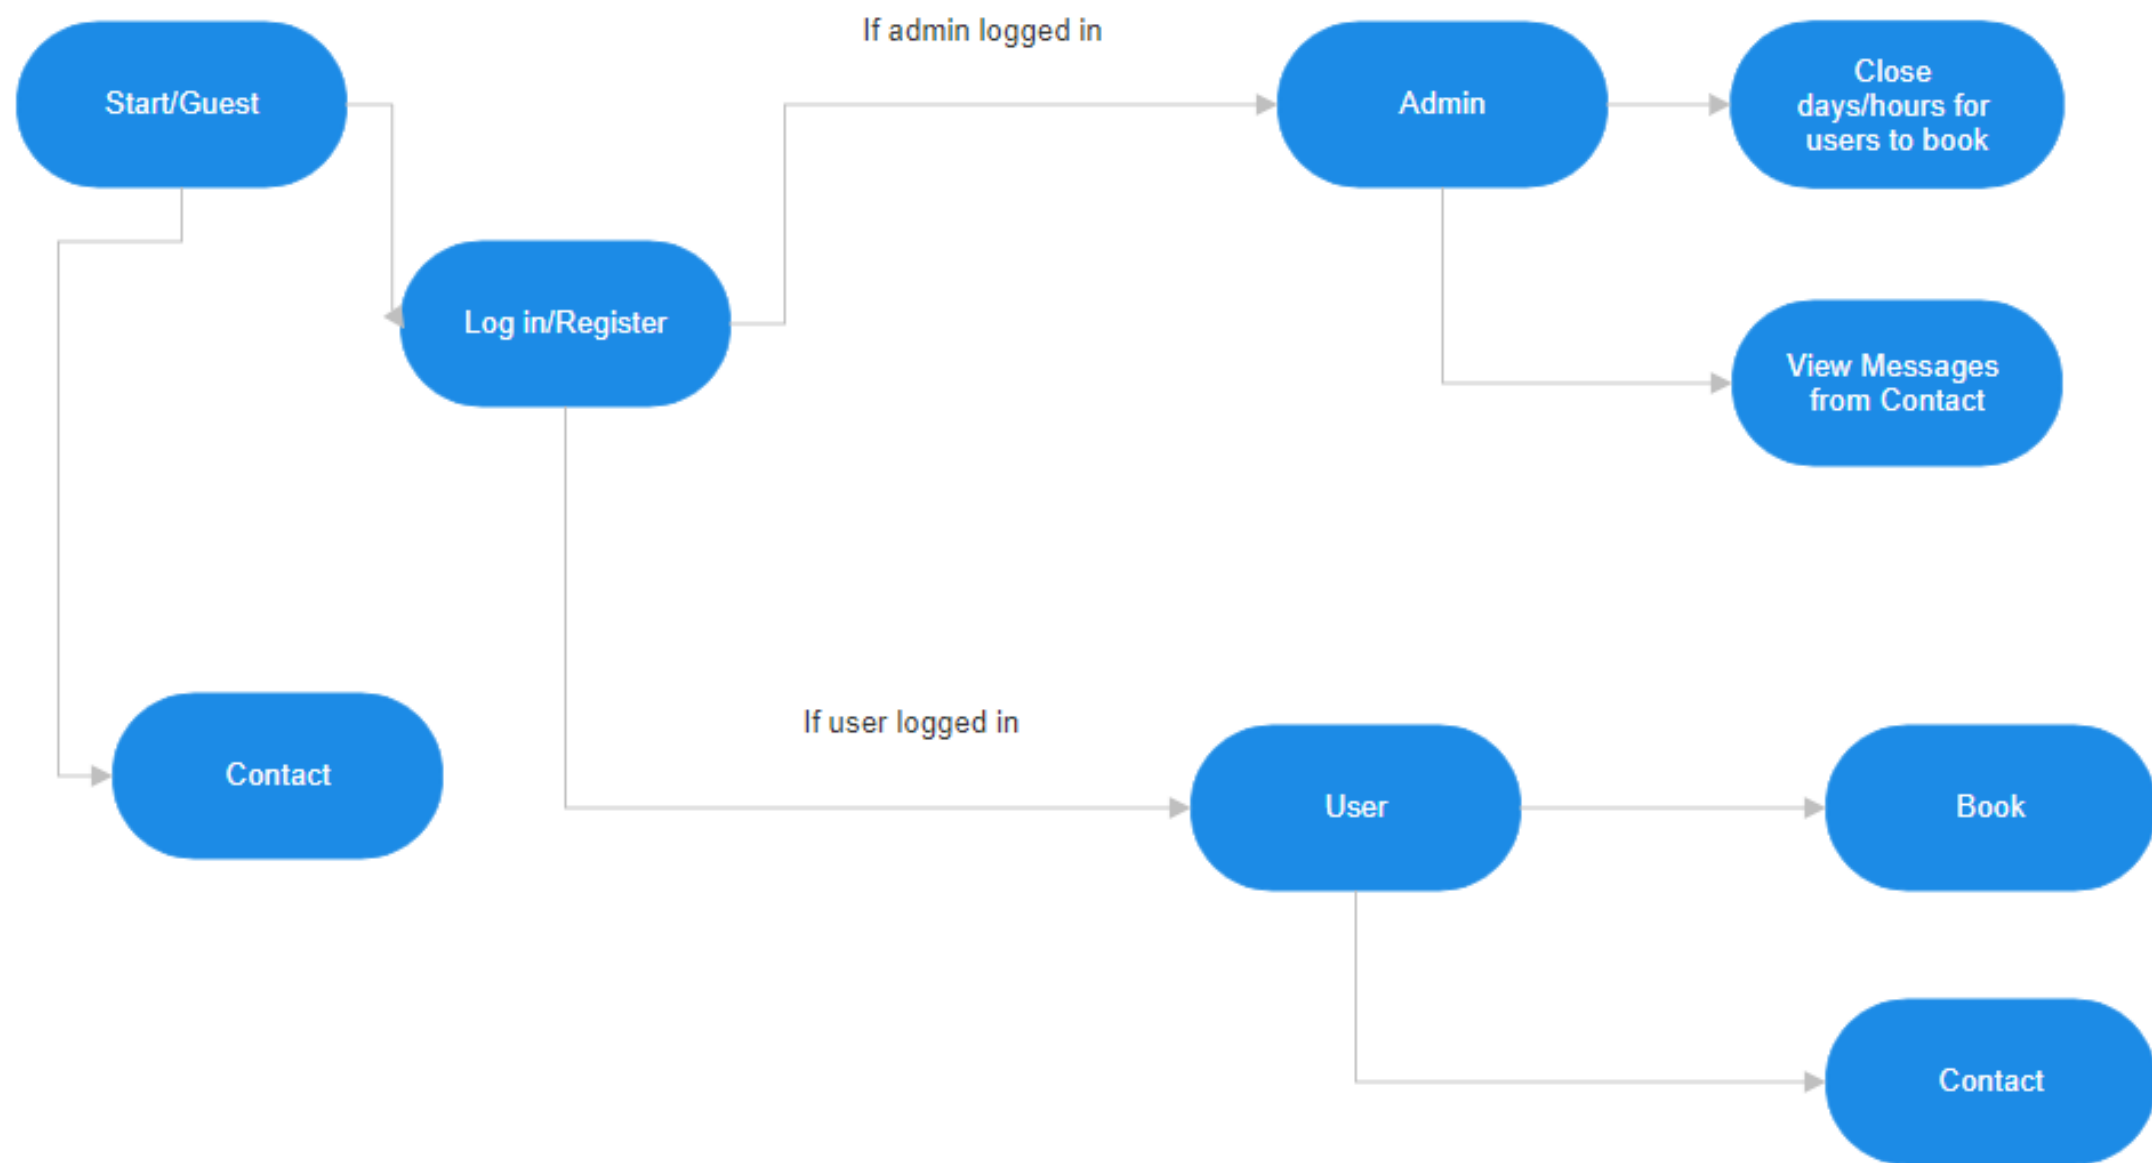 If admin logged in
Start/Guest
Admin
Close
days/hours for
users to book
Log in/Register
View Messages
from Contact
If user logged in
Contact
User
Book
Contact